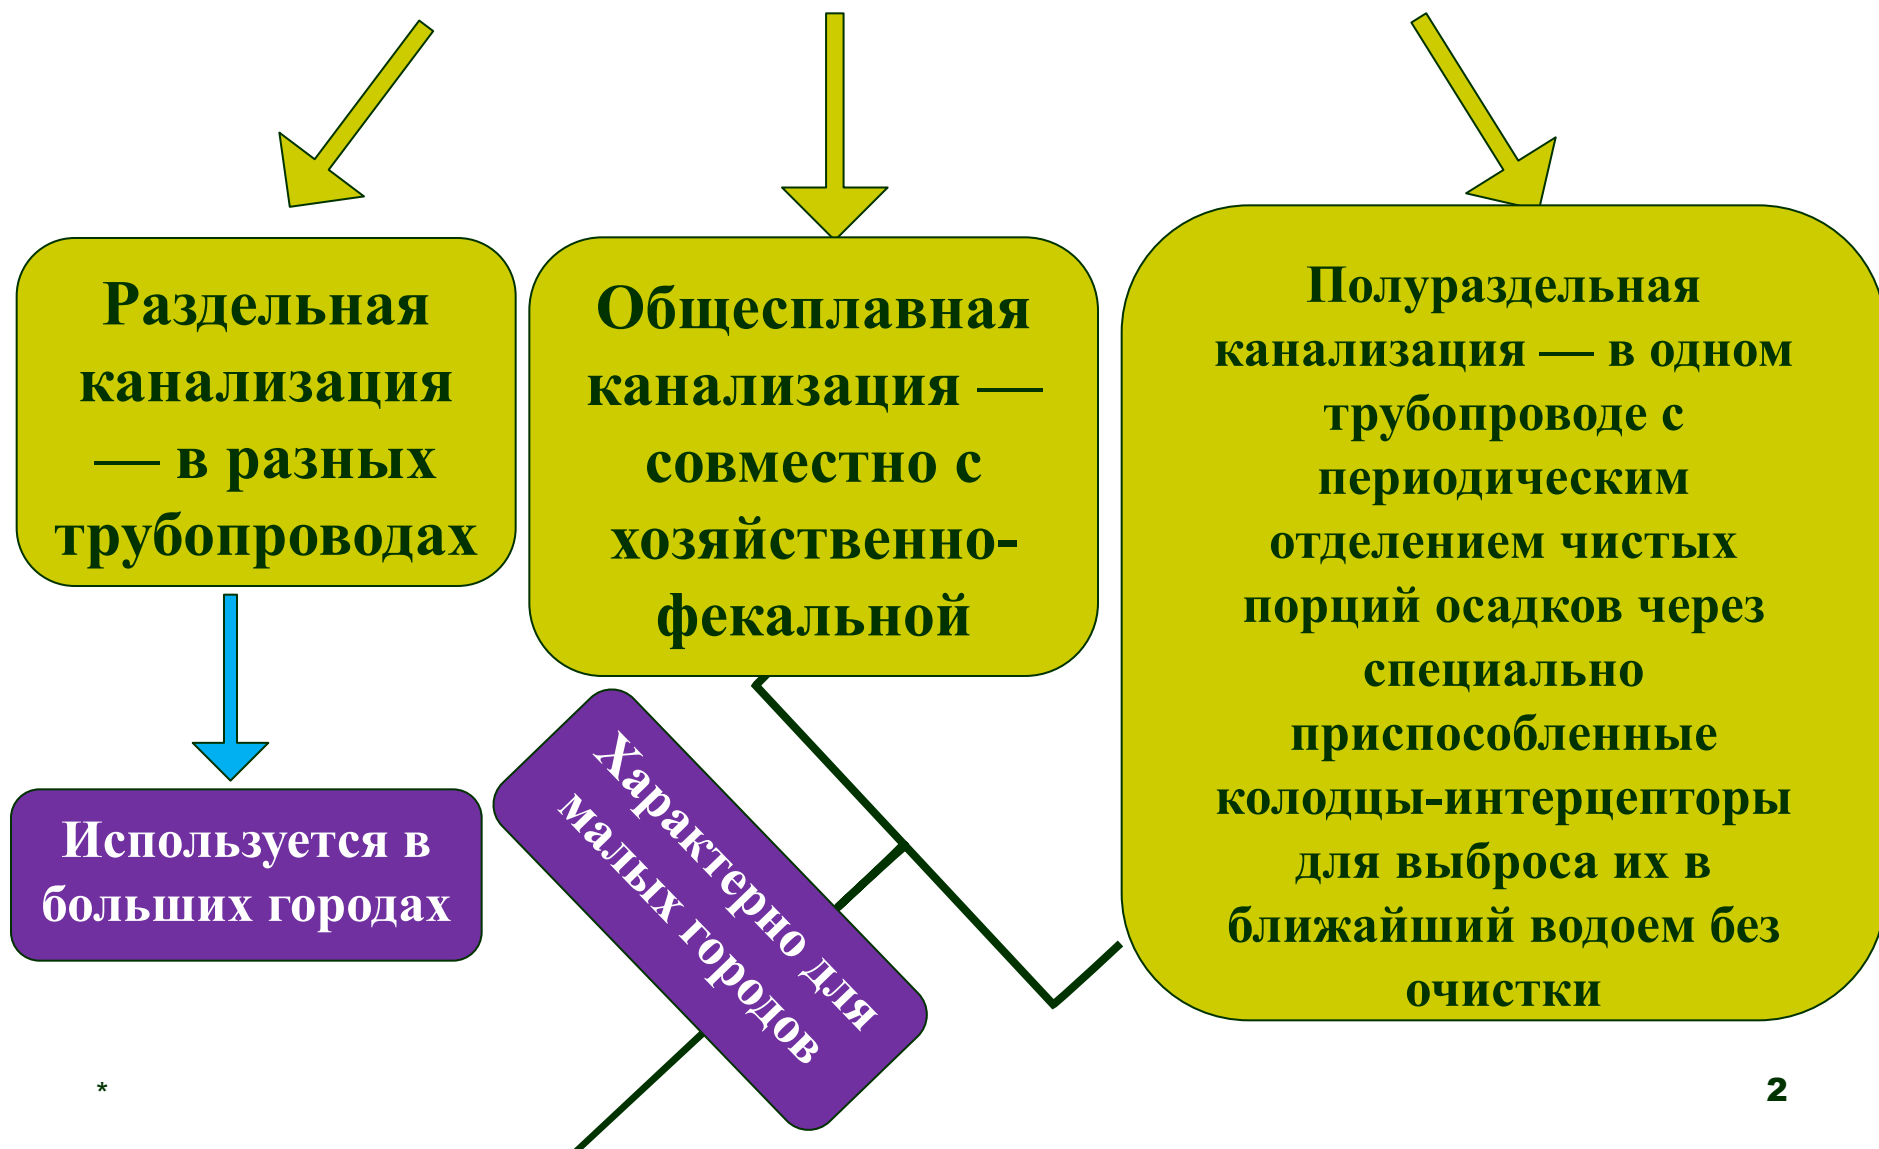 Раздельная
канализация
— в разных
трубопроводах
Общесплавная
канализация —
совместно с
хозяйственно-
фекальной
Полураздельная
канализация — в одном
трубопроводе с
периодическим
отделением чистых
порций осадков через
специально
приспособленные
колодцы-интерцепторы
для выброса их в
ближайший водоем без
очистки
Используется в
больших городах
Характерно для
малых городов
*
2